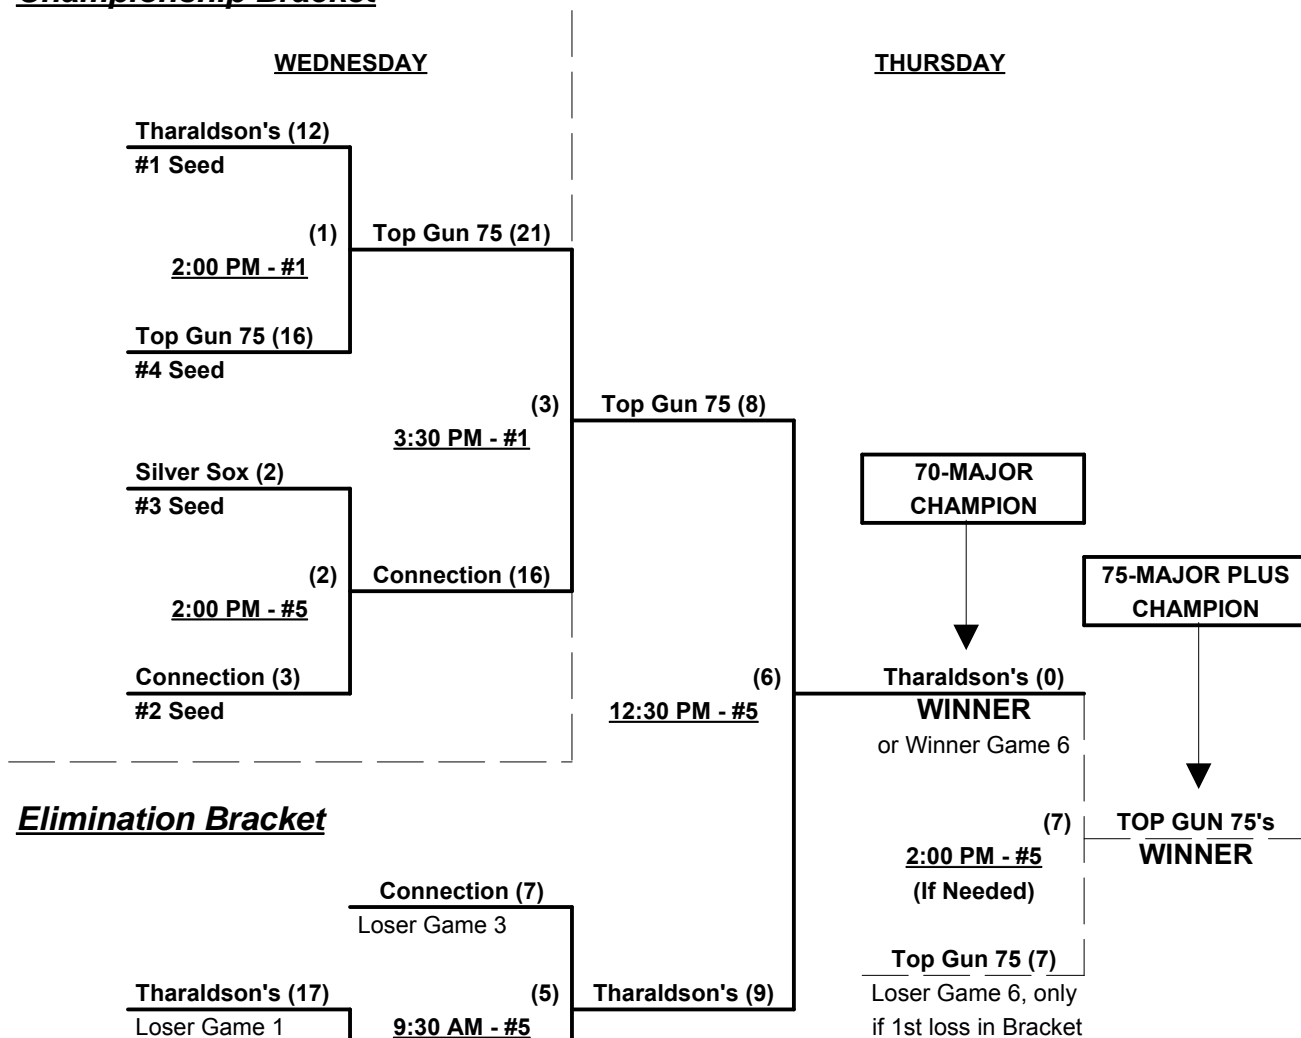 Championship Bracket
WEDNESDAY
THURSDAY
Tharaldson's (12)
#1 Seed
(1)
Top Gun 75 (21)
2:00 PM - #1
Top Gun 75 (16)
#4 Seed
(3)
Top Gun 75 (8)
3:30 PM - #1
Silver Sox (2)
#3 Seed
70-MAJOR
CHAMPION
(2)
Connection (16)
2:00 PM - #5
75-MAJOR PLUS
CHAMPION
Connection (3)
#2 Seed
(6)
Tharaldson's (0)
12:30 PM - #5
WINNER
or Winner Game 6
Elimination Bracket
(7)
TOP GUN 75's
2:00 PM - #5
WINNER
(If Needed)
Connection (7)
Loser Game 3
Top Gun 75 (7)
Tharaldson's (17)
(5)
Tharaldson's (9)
Loser Game 6, only
Loser Game 1
9:30 AM - #5
if 1st loss in Bracket